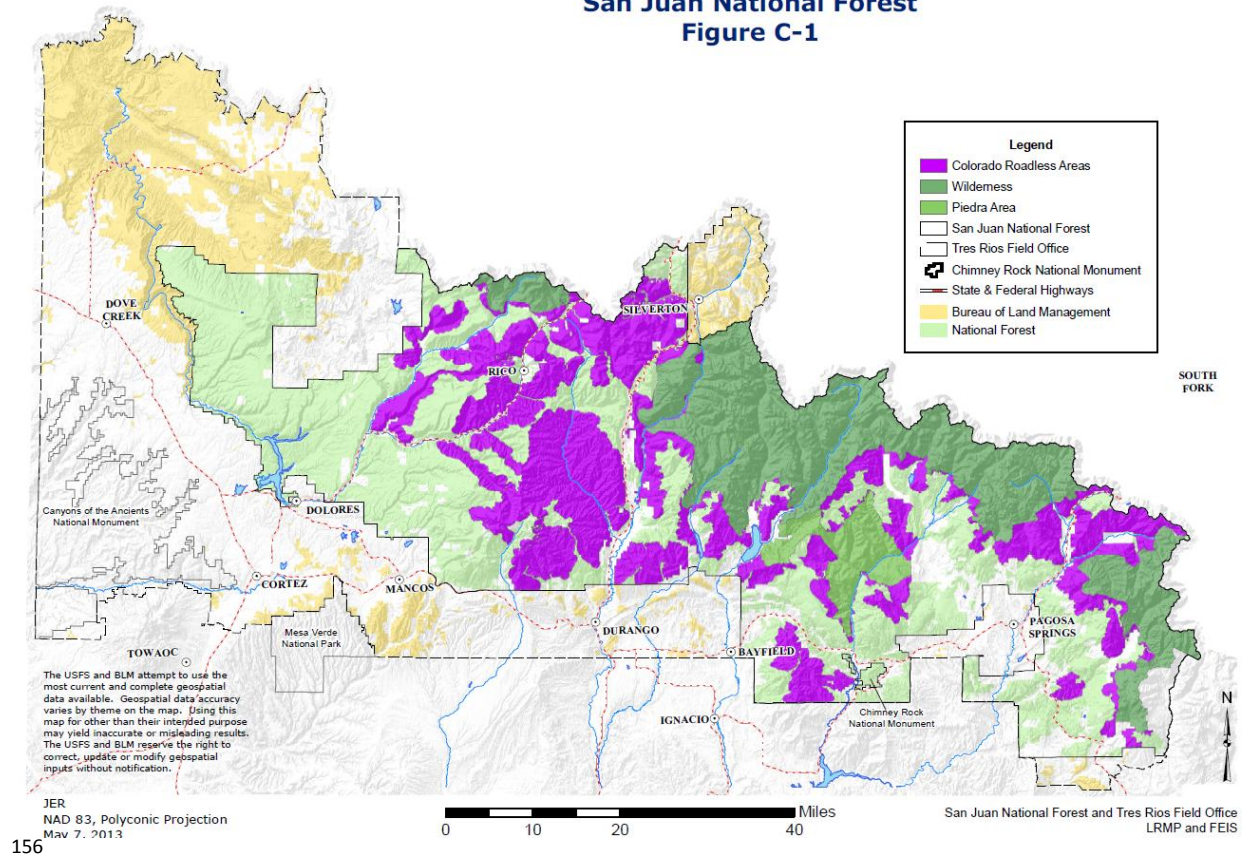 San Juan National Forest
Figure C-1
Legend
Colorado Roadless Areas
Wilderness
Piedra Area
San Juan National Forest
Tres Rios Field Office
Chimney Rock National Monument
State & Federal Highways
Bureau of Land Management
National Forest
DOVE
CREEK
SILVERTON
RICO
SOUTH
FORK
Canyons of the Ancients
National Monument
DOLORES
CORTEZ
MANCOS
Mesa Verde
National Park
TOWAOC
DURANGO
BAYFIELD
PAGOSA
SPRINGS
IGNACIO
Chimney Rock
National Monument
N
The USFS and BLM attempt to use the
most current and complete geospatial
data available. Geospatial data accuracy
varies by theme on the map. Using this
map for other than their intended purpose
may yield inaccurate or misleading results.
The USFS and BLM reserve the right to
correct, update or modify geospatial
inputs without notification.
JER
NAD 83, Polyconic Projection
May 7, 2013
Miles
0 10 20 40
San Juan National Forest and Tres Rios Field Office
LRMP and FEIS
156